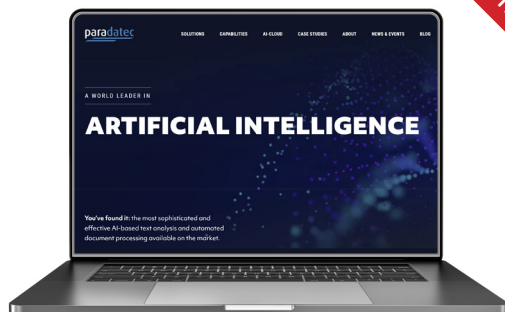 paradatec
SOLUTIONS CAPABILITIES AI-CLOUD CASE STUDIES ABOUT NEWS & EVENTS BLOG
A WORLD LEADER IN
ARTIFICIAL INTELLIGENCE
You've found it: the most sophisticated and
effective AI-based text analysis and automated
document processing available on the market.